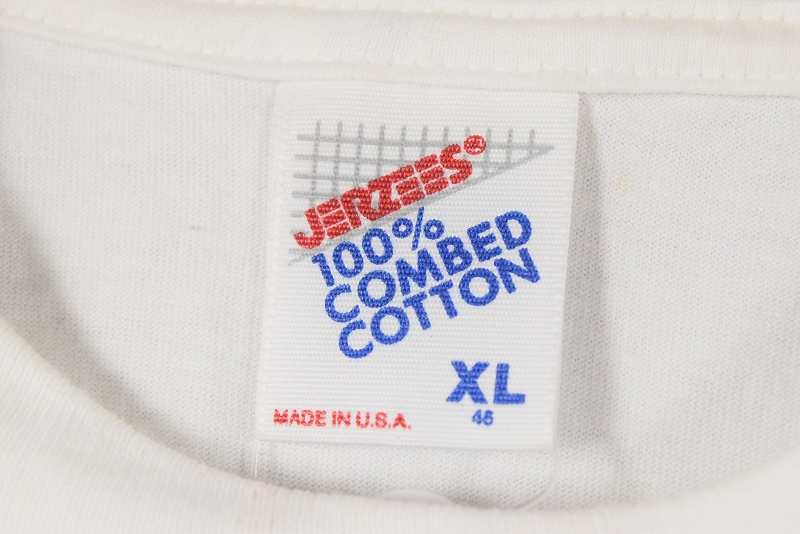 JERZEES®
100%
COMBED
COTTON
XL
46
MADE IN U.S.A.